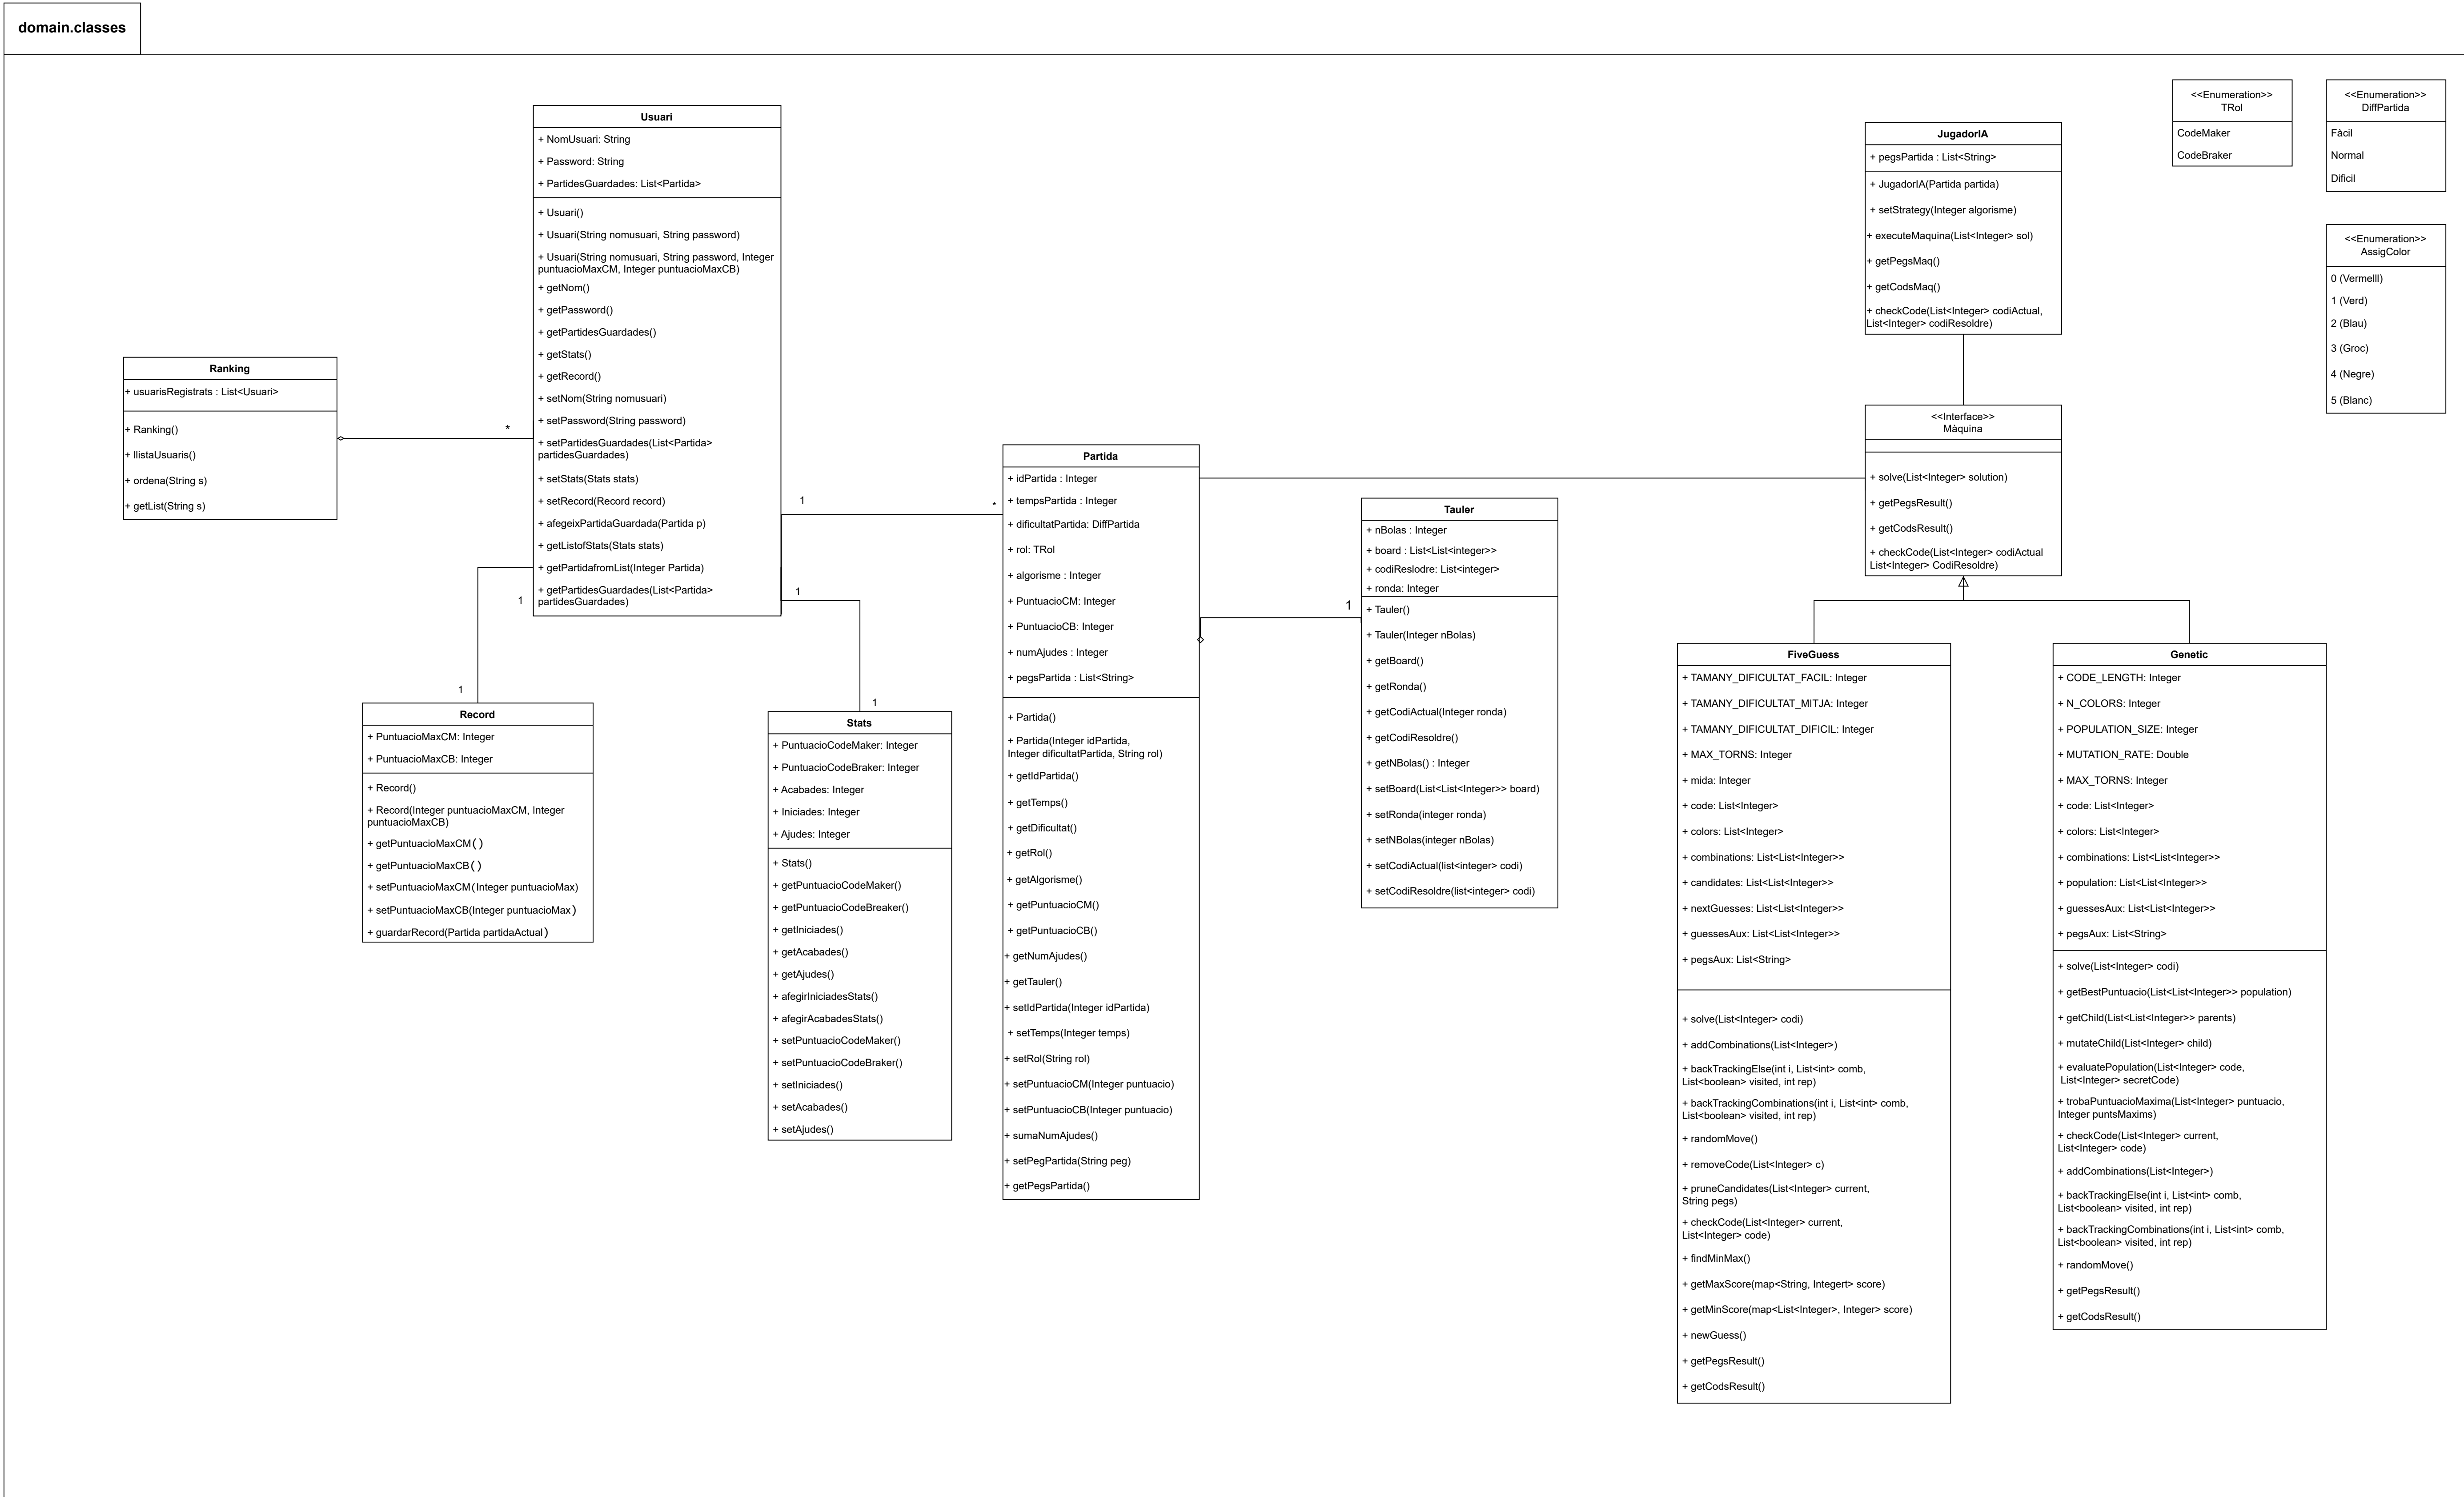 domain.classes
Usuari
+ NomUsuari: String
+ Password: String
+ PartidesGuardades: List<Partida>
+ Usuari()
+ Usuari(String nomusuari, String password)
+ Usuari(String nomusuari, String password, Integer
puntuacioMaxCM, Integer puntuacioMaxCB)
+ getNom()
+ getPassword()
+ getPartidesGuardades()
+ getStats()
+ getRecord()
+ setNom(String nomusuari)
+ setPassword(String password)
+ setPartidesGuardades(List<Partida>
partidesGuardades)
+ setStats(Stats stats)
+ setRecord(Record record)
+ afegeixPartidaGuardada(Partida p)
+ getListofStats(Stats stats)
+ getPartidafromList(Integer Partida)
+ getPartidesGuardades(List<Partida>
partidesGuardades)
Ranking
+ usuarisRegistrats : List<Usuari>
+ Ranking()
+ llistaUsuaris()
+ ordena(String s)
+ getList(String s)
*
1
*
1
1
1
1
1
Record
+ PuntuacioMaxCM: Integer
+ PuntuacioMaxCB: Integer
+ Record()
+ Record(Integer puntuacioMaxCM, Integer
puntuacioMaxCB)
+ getPuntuacioMaxCM()
+ getPuntuacioMaxCB()
+ setPuntuacioMaxCM(Integer puntuacioMax)
+ setPuntuacioMaxCB(Integer puntuacioMax)
+ guardarRecord(Partida partidaActual)
Stats
+ PuntuacioCodeMaker: Integer
+ PuntuacioCodeBraker: Integer
+ Acabades: Integer
+ Iniciades: Integer
+ Ajudes: Integer
+ Stats()
+ getPuntuacioCodeMaker()
+ getPuntuacioCodeBreaker()
+ getIniciades()
+ getAcabades()
+ getAjudes()
+ afegirIniciadesStats()
+ afegirAcabadesStats()
+ setPuntuacioCodeMaker()
+ setPuntuacioCodeBraker()
+ setIniciades()
+ setAcabades()
+ setAjudes()
Partida
+ idPartida : Integer
+ tempsPartida : Integer
+ dificultatPartida: DiffPartida
+ rol: TRol
+ algorisme : Integer
+ PuntuacioCM: Integer
+ PuntuacioCB: Integer
+ numAjudes : Integer
+ pegsPartida : List<String>
+ Partida()
+ Partida(Integer idPartida,
Integer dificultatPartida, String rol)
+ getIdPartida()
+ getTemps()
+ getDificultat()
+ getRol()
+ getAlgorisme()
+ getPuntuacioCM()
+ getPuntuacioCB()
+ getNumAjudes()
+ getTauler()
+ setIdPartida(Integer idPartida)
+ setTemps(Integer temps)
+ setRol(String rol)
+ setPuntuacioCM(Integer puntuacio)
+ setPuntuacioCB(Integer puntuacio)
+ sumaNumAjudes()
+ setPegPartida(String peg)
+ getPegsPartida()
Tauler
+ nBolas : Integer
+ board : List<List<integer>>
+ codiReslodre: List<integer>
+ ronda: Integer
+ Tauler()
+ Tauler(Integer nBolas)
+ getBoard()
+ getRonda()
+ getCodiActual(Integer ronda)
+ getCodiResoldre()
+ getNBolas() : Integer
+ setBoard(List<List<Integer>> board)
+ setRonda(integer ronda)
+ setNBolas(integer nBolas)
+ setCodiActual(list<integer> codi)
+ setCodiResoldre(list<integer> codi)
JugadorIA
+ pegsPartida : List<String>
+ JugadorIA(Partida partida)
+ setStrategy(Integer algorisme)
+ executeMaquina(List<Integer> sol)
+ getPegsMaq()
+ getCodsMaq()
+ checkCode(List<Integer> codiActual,
List<Integer> codiResoldre)
<<Interface>>
Màquina
+ solve(List<Integer> solution)
+ getPegsResult()
+ getCodsResult()
+ checkCode(List<Integer> codiActual
List<Integer> CodiResoldre)
FiveGuess
+ TAMANY_DIFICULTAT_FACIL: Integer
+ TAMANY_DIFICULTAT_MITJA: Integer
+ TAMANY_DIFICULTAT_DIFICIL: Integer
+ MAX_TORNS: Integer
+ mida: Integer
+ code: List<Integer>
+ colors: List<Integer>
+ combinations: List<List<Integer>>
+ candidates: List<List<Integer>>
+ nextGuesses: List<List<Integer>>
+ guessesAux: List<List<Integer>>
+ pegsAux: List<String>
+ solve(List<Integer> codi)
+ addCombinations(List<Integer>)
+ backTrackingElse(int i, List<int> comb,
List<boolean> visited, int rep)
+ backTrackingCombinations(int i, List<int> comb,
List<boolean> visited, int rep)
+ randomMove()
+ removeCode(List<Integer> c)
+ pruneCandidates(List<Integer> current,
String pegs)
+ checkCode(List<Integer> current,
List<Integer> code)
+ findMinMax()
+ getMaxScore(map<String, Integert> score)
+ getMinScore(map<List<Integer>, Integer> score)
+ newGuess()
+ getPegsResult()
+ getCodsResult()
Genetic
+ CODE_LENGTH: Integer
+ N_COLORS: Integer
+ POPULATION_SIZE: Integer
+ MUTATION_RATE: Double
+ MAX_TORNS: Integer
+ code: List<Integer>
+ colors: List<Integer>
+ combinations: List<List<Integer>>
+ population: List<List<Integer>>
+ guessesAux: List<List<Integer>>
+ pegsAux: List<String>
+ solve(List<Integer> codi)
+ getBestPuntuacio(List<List<Integer>> population)
+ getChild(List<List<Integer>> parents)
+ mutateChild(List<Integer> child)
+ evaluatePopulation(List<Integer> code,
List<Integer> secretCode)
+ trobaPuntuacioMaxima(List<Integer> puntuacio,
Integer puntsMaxims)
+ checkCode(List<Integer> current,
List<Integer> code)
+ addCombinations(List<Integer>)
+ backTrackingElse(int i, List<int> comb,
List<boolean> visited, int rep)
+ backTrackingCombinations(int i, List<int> comb,
List<boolean> visited, int rep)
+ randomMove()
+ getPegsResult()
+ getCodsResult()
<<Enumeration>>
TRol
CodeMaker
CodeBraker
<<Enumeration>>
DiffPartida
Fàcil
Normal
Dificil
<<Enumeration>>
AssigColor
0 (Vermelll)
1 (Verd)
2 (Blau)
3 (Groc)
4 (Negre)
5 (Blanc)